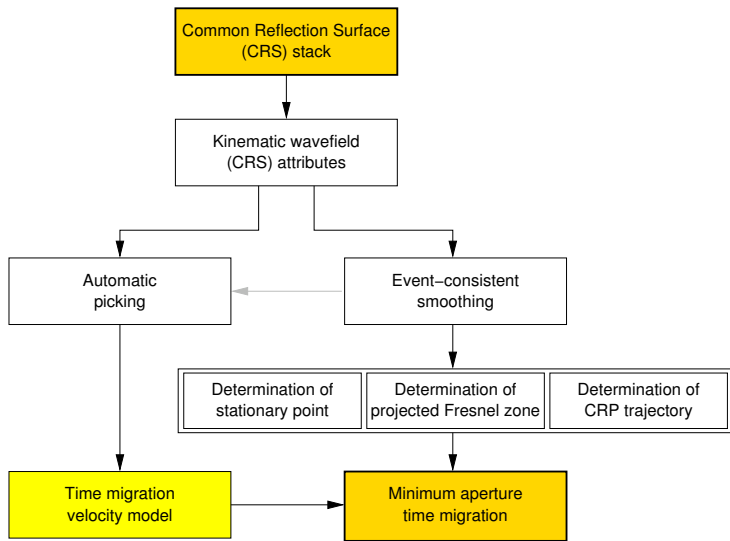 Common Reflection Surface
(CRS) stack
Kinematic wavefield
(CRS) attributes
Automatic
picking
Event−consistent
smoothing
Determination of
stationary point
Determination of
projected Fresnel zone
Determination of
CRP trajectory
Time migration
velocity model
Minimum aperture
time migration